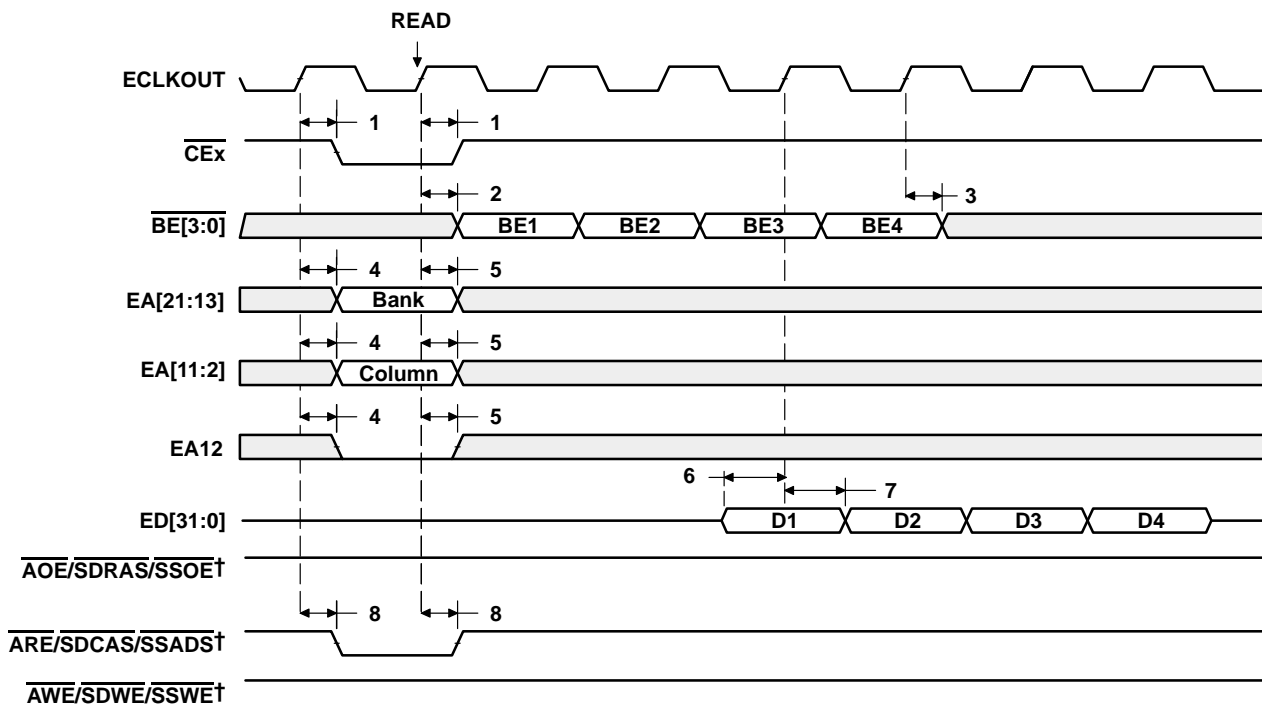 READ
ECLKOUT
1 1
CEx
2 3
BE[3:0] BE1 BE2 BE3 BE4
4 5
EA[21:13] Bank
4 5
EA[11:2] Column
4 5
EA12
6 7
ED[31:0] D1 D2 D3 D4
AOE/SDRAS/SSOE†
8 8
ARE/SDCAS/SSADS†
AWE/SDWE/SSWE†